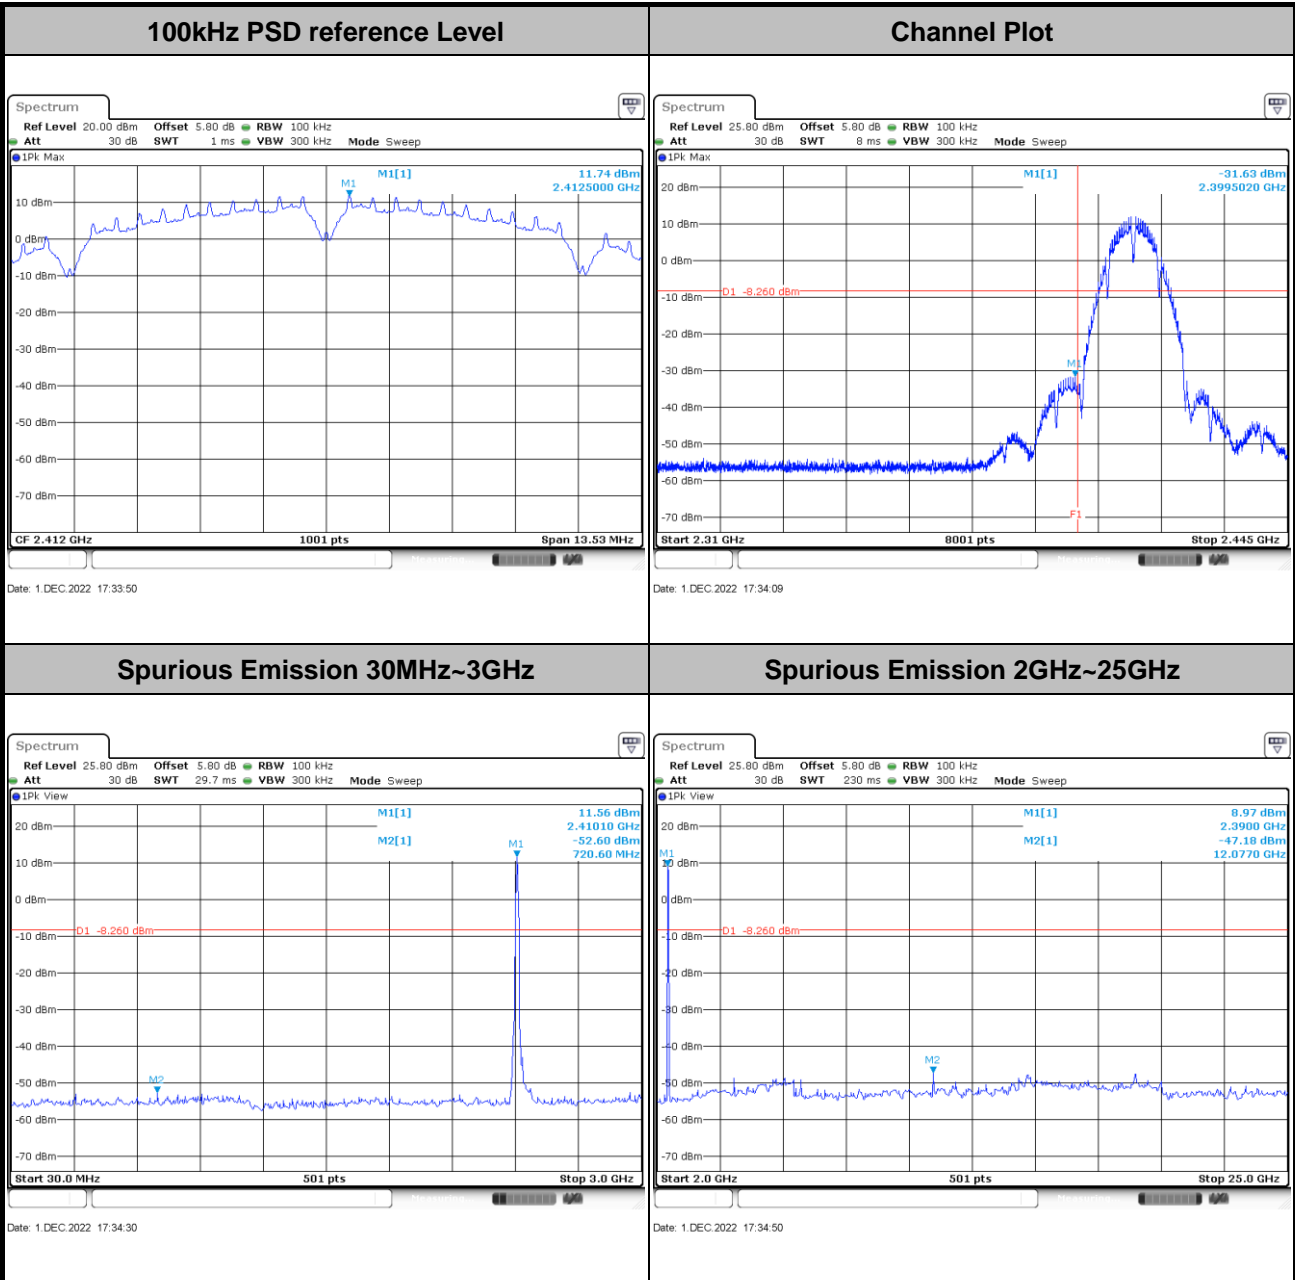 100kHz PSD reference Level
Channel Plot
Spectrum
Ref Level 20.00 dBm Offset 5.80 dB RBW 100 kHz
Att 30 dB SWT 1 ms VBW 300 kHz Mode Sweep
1Pk Max
M1[1] 11.74 dBm
2.4125000 GHz
M1
10 dBm
0 dBm
-10 dBm
-20 dBm
-30 dBm
-40 dBm
-50 dBm
-60 dBm
-70 dBm
CF 2.412 GHz 1001 pts Span 13.53 MHz
Date: 1.DEC.2022 17:33:50
Spectrum
Ref Level 25.80 dBm Offset 5.80 dB RBW 100 kHz
Att 30 dB SWT 8 ms VBW 300 kHz Mode Sweep
1Pk Max
M1[1] -31.63 dBm
2.3995020 GHz
20 dBm
10 dBm
0 dBm
D1 -8.260 dBm
-10 dBm
-20 dBm
-30 dBm
M1
-40 dBm
-50 dBm
-60 dBm
-70 dBm
F1
Start 2.31 GHz 8001 pts Stop 2.445 GHz
Date: 1.DEC.2022 17:34:09
Spurious Emission 30MHz~3GHz
Spurious Emission 2GHz~25GHz
Spectrum
Ref Level 25.80 dBm Offset 5.80 dB RBW 100 kHz
Att 30 dB SWT 29.7 ms VBW 300 kHz Mode Sweep
1Pk View
M1[1] 11.56 dBm
2.41010 GHz
M2[1] -52.60 dBm
720.60 MHz
M1
20 dBm
10 dBm
0 dBm
D1 -8.260 dBm
-10 dBm
-20 dBm
-30 dBm
-40 dBm
-50 dBm
M2
-60 dBm
-70 dBm
Start 30.0 MHz 501 pts Stop 3.0 GHz
Date: 1.DEC.2022 17:34:30
Spectrum
Ref Level 25.80 dBm Offset 5.80 dB RBW 100 kHz
Att 30 dB SWT 230 ms VBW 300 kHz Mode Sweep
1Pk View
M1[1] 8.97 dBm
2.3900 GHz
M2[1] -47.18 dBm
12.0770 GHz
20 dBm
M1
10 dBm
0 dBm
D1 -8.260 dBm
-10 dBm
-20 dBm
-30 dBm
-40 dBm
M2
-50 dBm
-60 dBm
-70 dBm
Start 2.0 GHz 501 pts Stop 25.0 GHz
Date: 1.DEC.2022 17:34:50